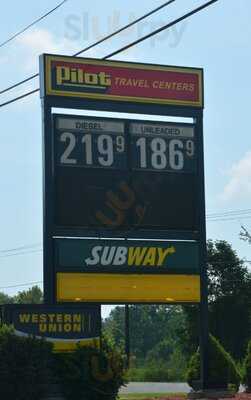 Pilot TRAVEL CENTERS
DIESEL UNLEADED
219 9 186 9
SUBWAY
WESTERN
UNION